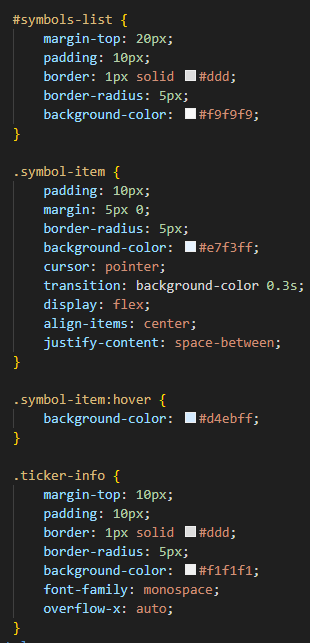 #symbols-list {
    margin-top: 20px;
    padding: 10px;
    border: 1px solid #ddd;
    border-radius: 5px;
    background-color: #f9f9f9;
}

.symbol-item {
    padding: 10px;
    margin: 5px 0;
    border-radius: 5px;
    background-color: #e7f3ff;
    cursor: pointer;
    transition: background-color 0.3s;
    display: flex;
    align-items: center;
    justify-content: space-between;
}

.symbol-item:hover {
    background-color: #d4ebff;
}

.ticker-info {
    margin-top: 10px;
    padding: 10px;
    border: 1px solid #ddd;
    border-radius: 5px;
    background-color: #f1f1f1;
    font-family: monospace;
    overflow-x: auto;
}